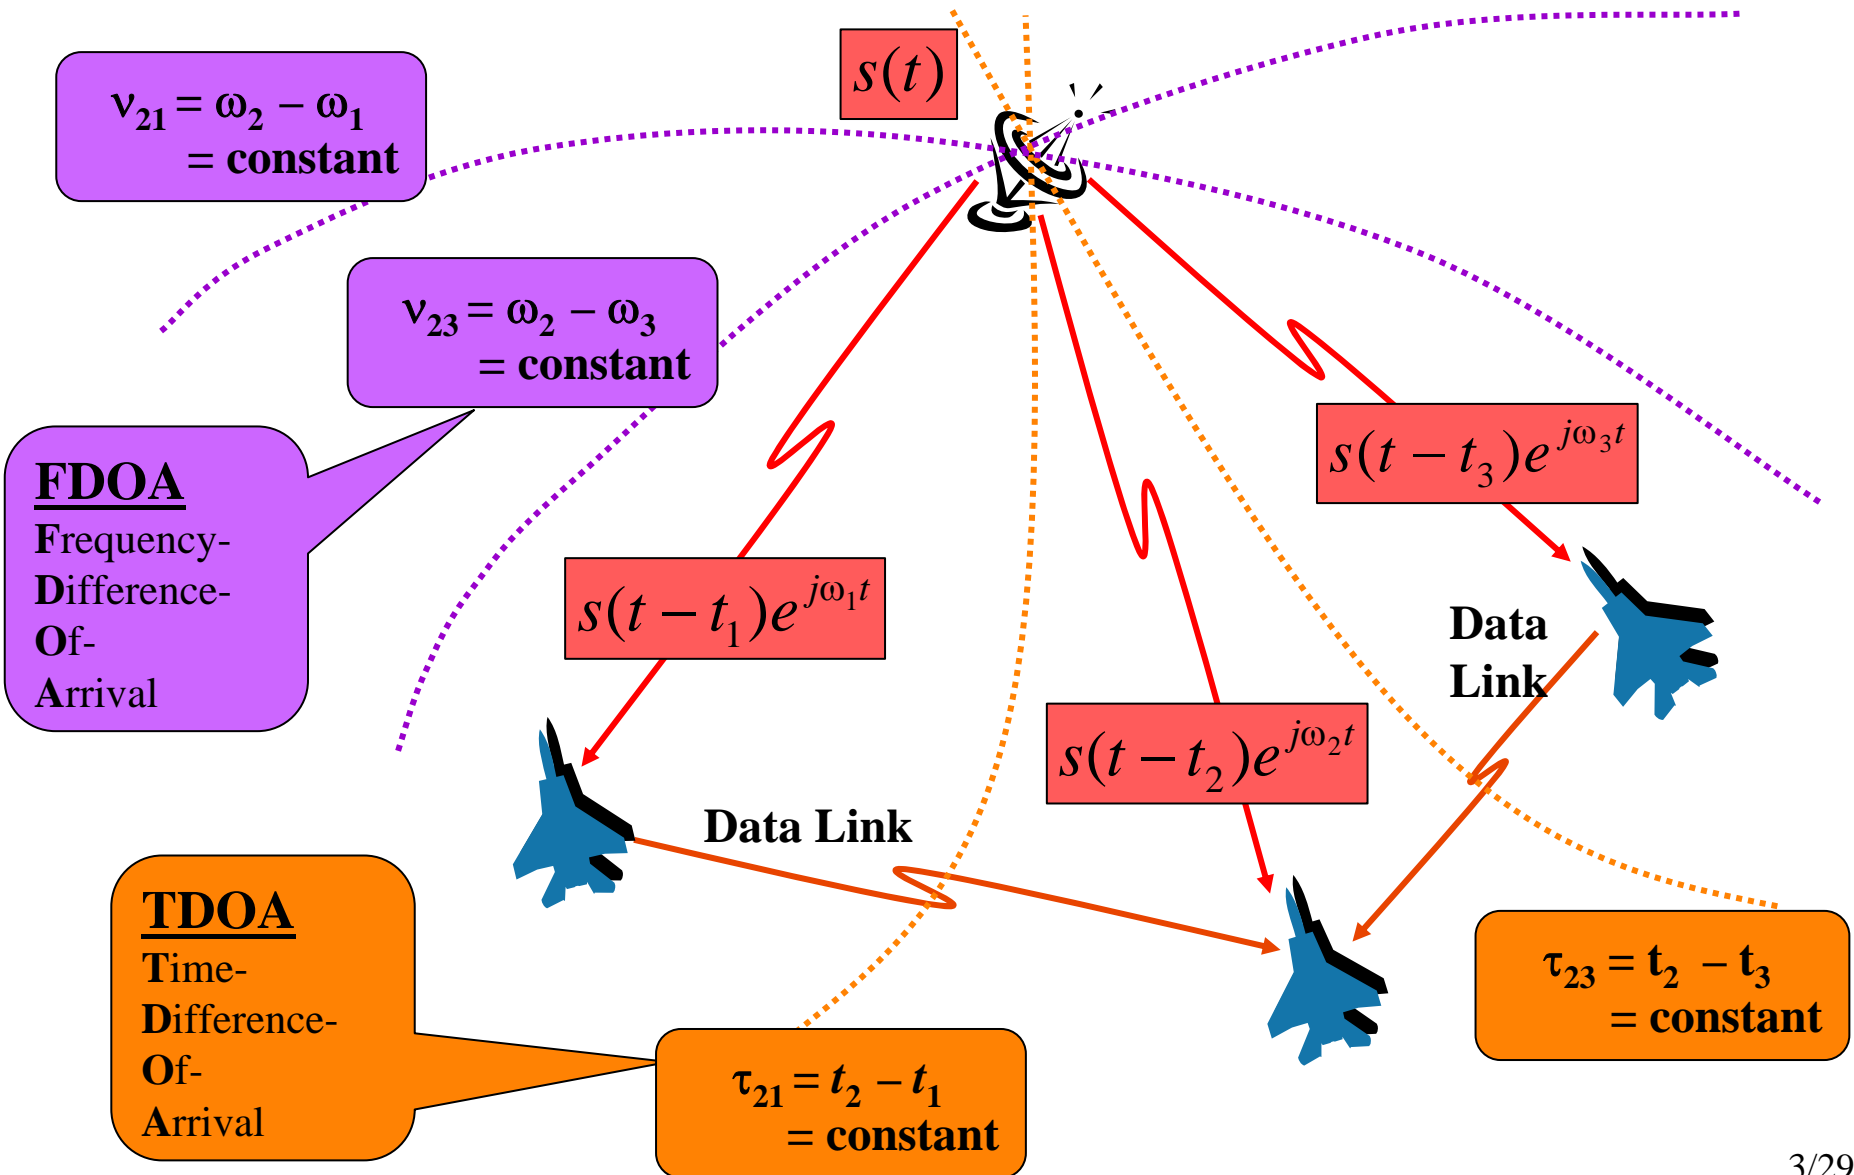 s(t)
ν₂₁ = ω₂ – ω₁
= constant
ν₂₃ = ω₂ – ω₃
= constant
FDOA
Frequency-
Difference-
Of-
Arrival
s(t − t₃)e^{jω₃t}
s(t − t₁)e^{jω₁t}
Data
Link
s(t − t₂)e^{jω₂t}
Data Link
TDOA
Time-
Difference-
Of-
Arrival
τ₂₃ = t₂ – t₃
= constant
τ₂₁ = t₂ – t₁
= constant
3/29